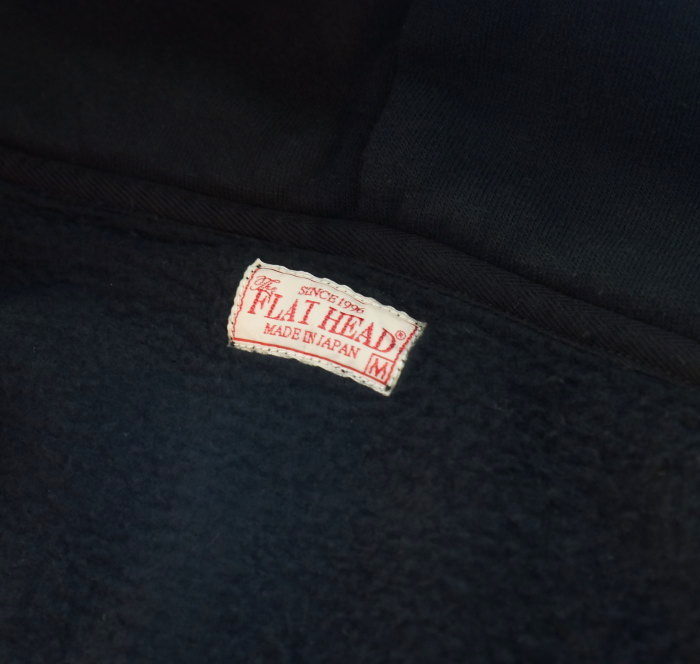 The
SINCE 1996
FLAT HEAD®
MADE IN JAPAN
M